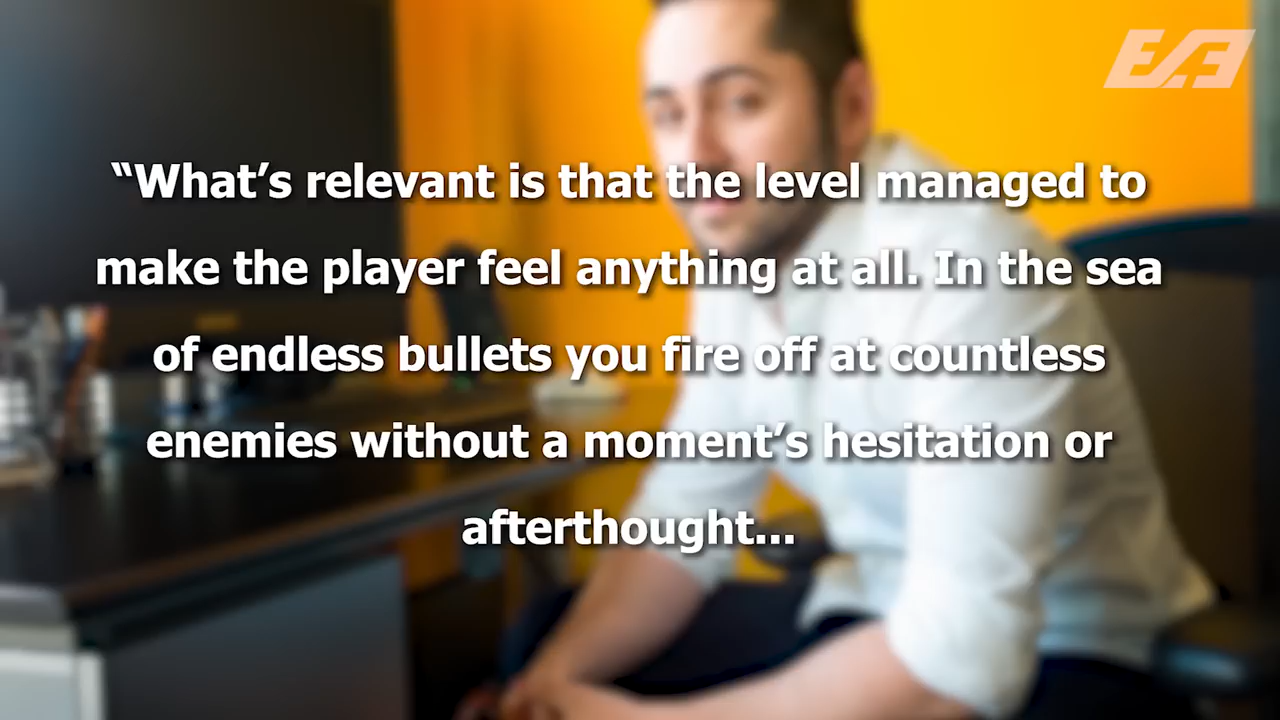 “What’s relevant is that the level managed to
make the player feel anything at all. In the sea
of endless bullets you fire off at countless
enemies without a moment’s hesitation or
afterthought...